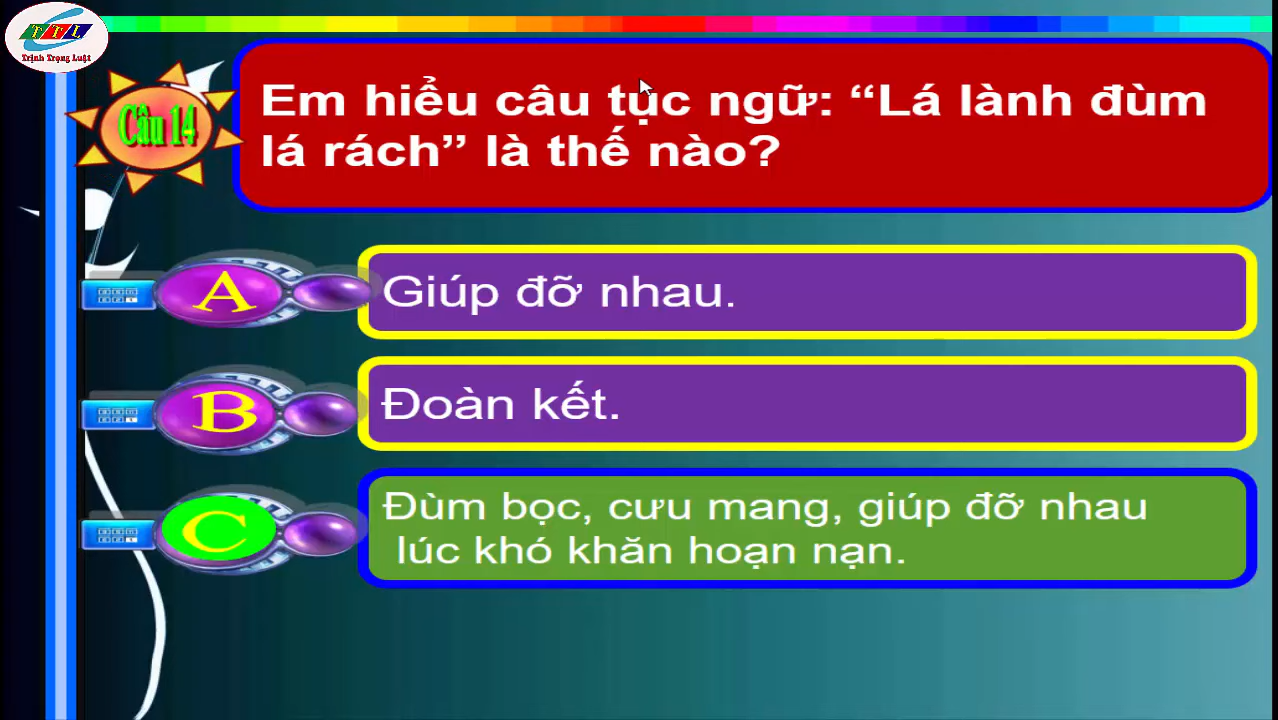 TTL
Trịnh Trọng Luật
Câu 14
Em hiểu câu tục ngữ: “Lá lành đùm
lá rách” là thế nào?
A
Giúp đỡ nhau.
B
Đoàn kết.
C
Đùm bọc, cưu mang, giúp đỡ nhau
lúc khó khăn hoạn nạn.